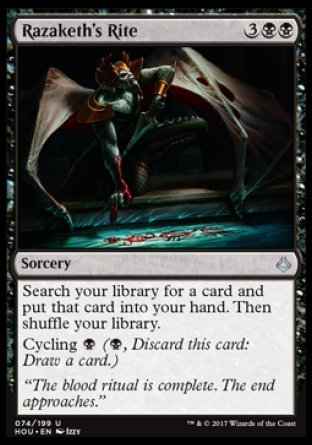 Razaketh's Rite 3
Sorcery
Search your library for a card and
put that card into your hand. Then
shuffle your library.
Cycling (, Discard this card:
Draw a card.)
"The blood ritual is complete. The end
approaches."
074/199 U
HOU • EN Izzy
™ & © 2017 Wizards of the Coast